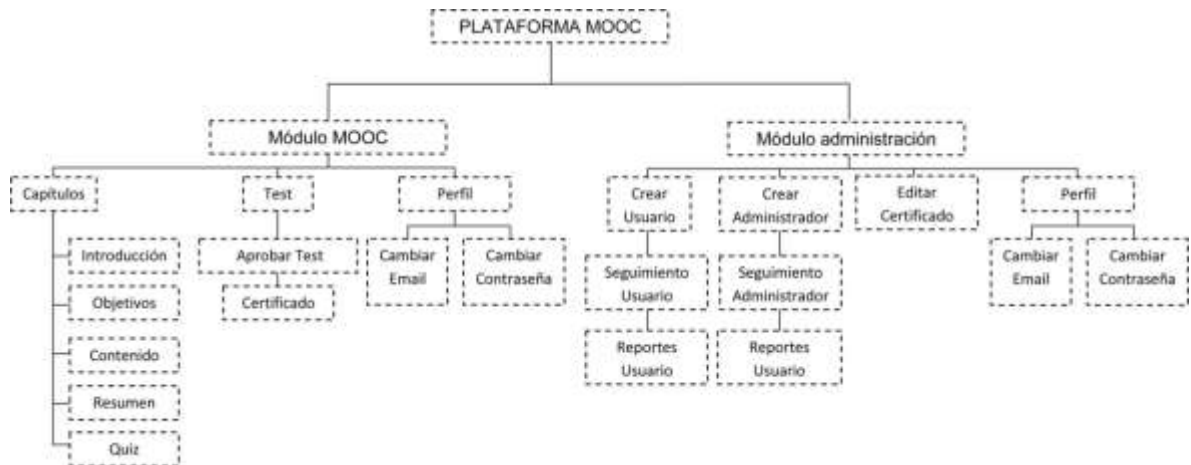 PLATAFORMA MOOC
Módulo MOOC
Módulo administración
Capítulos
Test
Perfil
Crear
Usuario
Crear
Administrador
Editar
Certificado
Perfil
Introducción
Aprobar Test
Cambiar
Email
Cambiar
Contraseña
Seguimiento
Usuario
Seguimiento
Administrador
Cambiar
Email
Cambiar
Contraseña
Objetivos
Certificado
Contenido
Reportes
Usuario
Reportes
Usuario
Resumen
Quiz